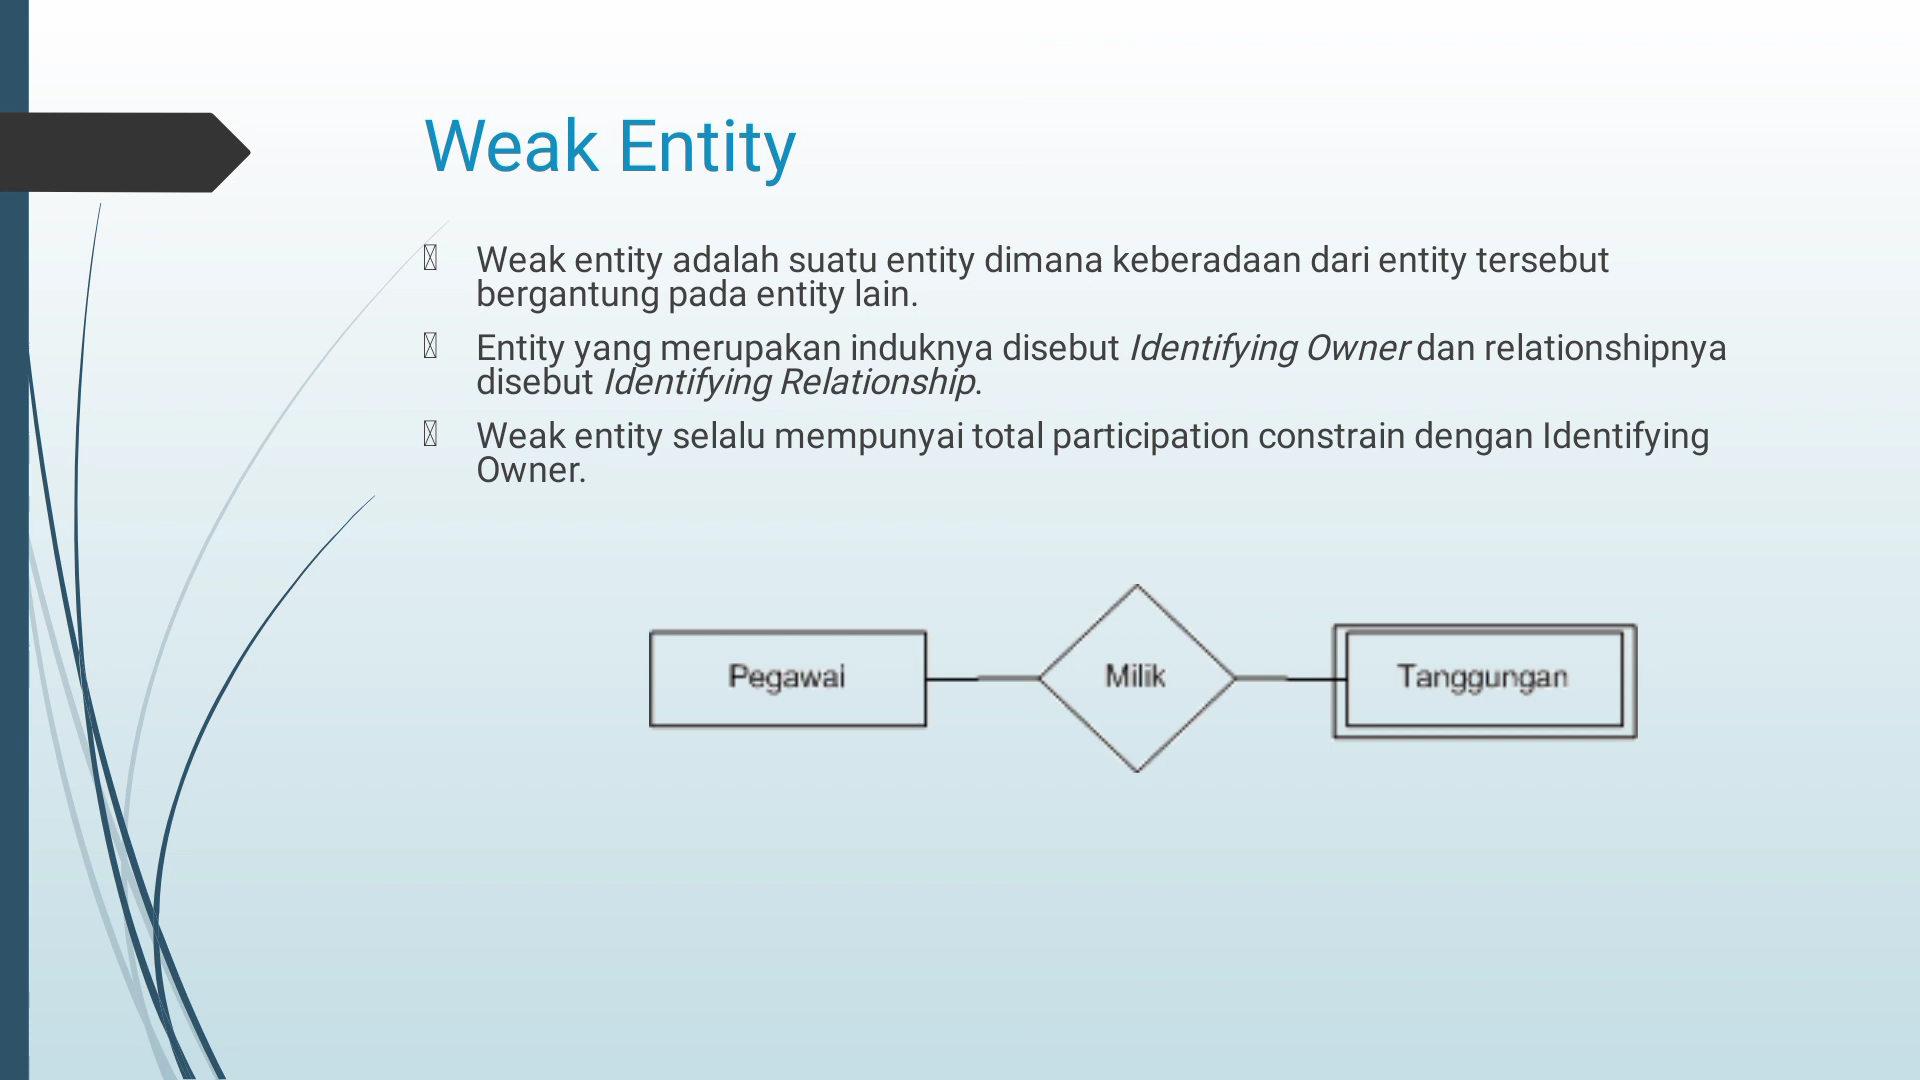 Weak Entity
Weak entity adalah suatu entity dimana keberadaan dari entity tersebut
bergantung pada entity lain.
Entity yang merupakan induknya disebut Identifying Owner dan relationshipnya
disebut Identifying Relationship.
Weak entity selalu mempunyai total participation constrain dengan Identifying
Owner.
Pegawai
Milik
Tanggungan